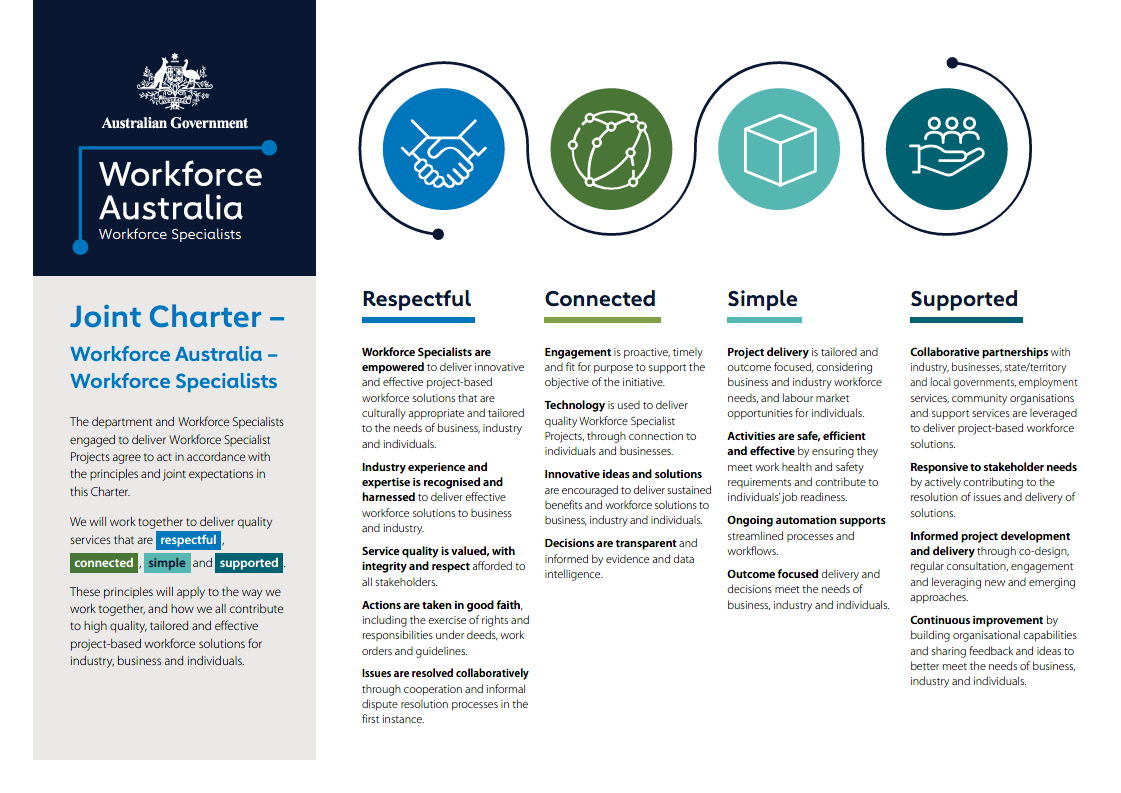 Australian Government
Workforce
Australia
Workforce Specialists
Joint Charter –
Workforce Australia –
Workforce Specialists
The department and Workforce Specialists
engaged to deliver Workforce Specialist
Projects agree to act in accordance with
the principles and joint expectations in
this Charter.
We will work together to deliver quality
services that are respectful,
connected, simple and supported.
These principles will apply to the way we
work together, and how we all contribute
to high quality, tailored and effective
project-based workforce solutions for
industry, business and individuals.
Respectful
Workforce Specialists are
empowered to deliver innovative
and effective project-based
workforce solutions that are
culturally appropriate and tailored
to the needs of business, industry
and individuals.
Industry experience and
expertise is recognised and
harnessed to deliver effective
workforce solutions to business
and industry.
Service quality is valued, with
integrity and respect afforded to
all stakeholders.
Actions are taken in good faith,
including the exercise of rights and
responsibilities under deeds, work
orders and guidelines.
Issues are resolved collaboratively
through cooperation and informal
dispute resolution processes in the
first instance.
Connected
Engagement is proactive, timely
and fit for purpose to support the
objective of the initiative.
Technology is used to deliver
quality Workforce Specialist
Projects, through connection to
individuals and businesses.
Innovative ideas and solutions
are encouraged to deliver sustained
benefits and workforce solutions to
business, industry and individuals.
Decisions are transparent and
informed by evidence and data
intelligence.
Simple
Project delivery is tailored and
outcome focused, considering
business and industry workforce
needs, and labour market
opportunities for individuals.
Activities are safe, efficient
and effective by ensuring they
meet work health and safety
requirements and contribute to
individuals' job readiness.
Ongoing automation supports
streamlined processes and
workflows.
Outcome focused delivery and
decisions meet the needs of
business, industry and individuals.
Supported
Collaborative partnerships with
industry, businesses, state/territory
and local governments, employment
services, community organisations
and support services are leveraged
to deliver project-based workforce
solutions.
Responsive to stakeholder needs
by actively contributing to the
resolution of issues and delivery of
solutions.
Informed project development
and delivery through co-design,
regular consultation, engagement
and leveraging new and emerging
approaches.
Continuous improvement by
building organisational capabilities
and sharing feedback and ideas to
better meet the needs of business,
industry and individuals.